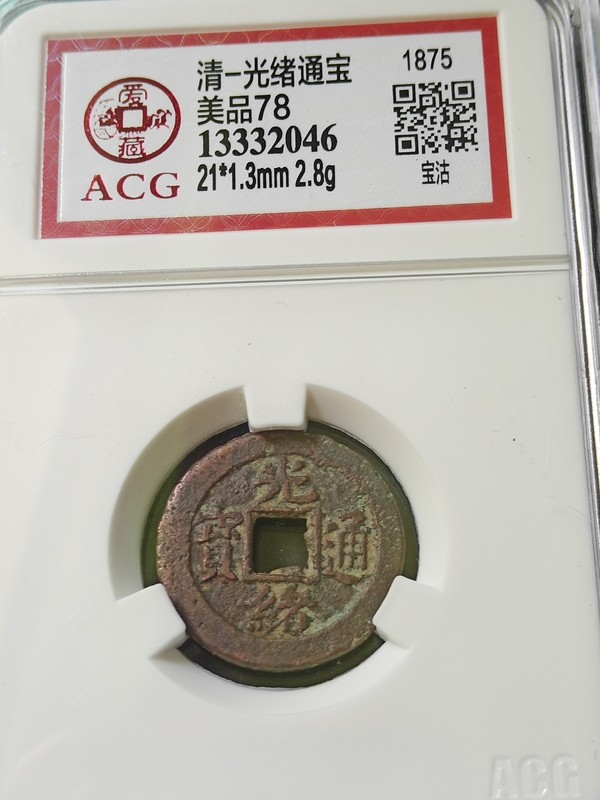 爱
藏
ACG
清-光绪通宝
美品78
13332046
21*1.3mm 2.8g
1875
宝沽
光
緒
通
寶
ACG